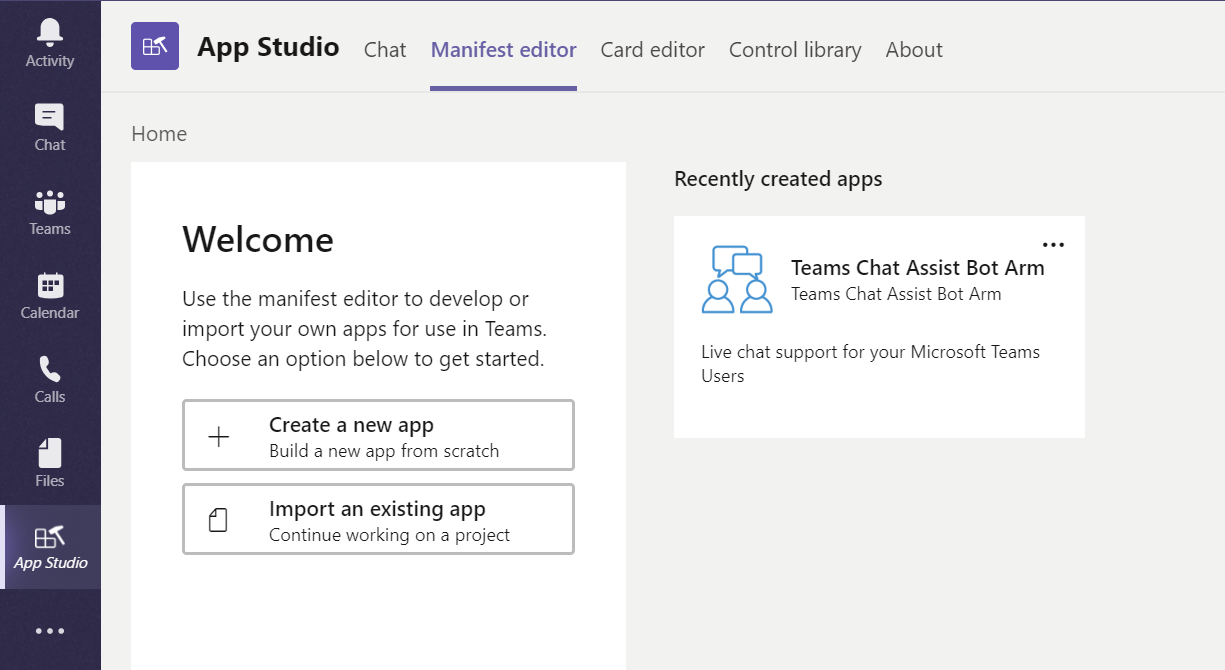 Activity
Chat
Teams
Calendar
Calls
Files
App Studio
App Studio
Chat
Manifest editor
Card editor
Control library
About
Home
Welcome
Use the manifest editor to develop or
import your own apps for use in Teams.
Choose an option below to get started.
Create a new app
Build a new app from scratch
Import an existing app
Continue working on a project
Recently created apps
Teams Chat Assist Bot Arm
Teams Chat Assist Bot Arm
Live chat support for your Microsoft Teams
Users